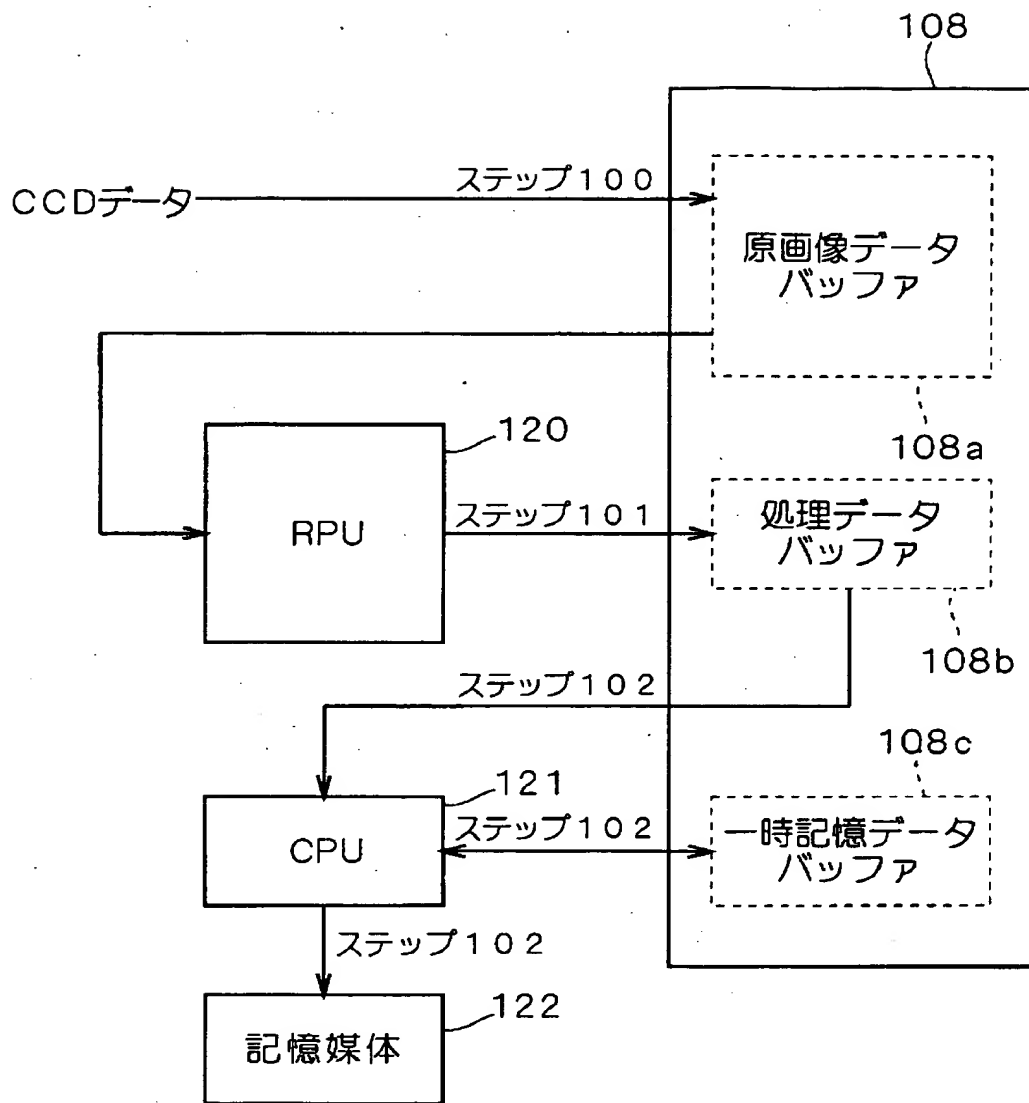 108
ステップ１００
CCDデータ
原画像データ
バッファ
108a
120
RPU
ステップ１０１
処理データ
バッファ
108b
ステップ１０２
108c
121
CPU
ステップ１０２
一時記憶データ
バッファ
ステップ１０２
122
記憶媒体